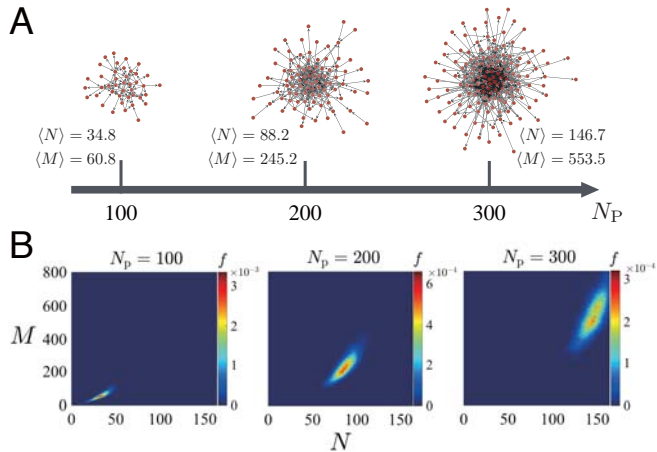 A
⟨N⟩ = 34.8
⟨M⟩ = 60.8
⟨N⟩ = 88.2
⟨M⟩ = 245.2
⟨N⟩ = 146.7
⟨M⟩ = 553.5
100 200 300 N_P
B
N_p = 100 f N_p = 200 f N_p = 300 f
×10⁻³ ×10⁻⁴ ×10⁻⁴
800 3 6 3
600
M 2 4 2
400
200 1 2 1
0 0 0 0
0 50 100 150 0 50 100 150 0 50 100 150
N